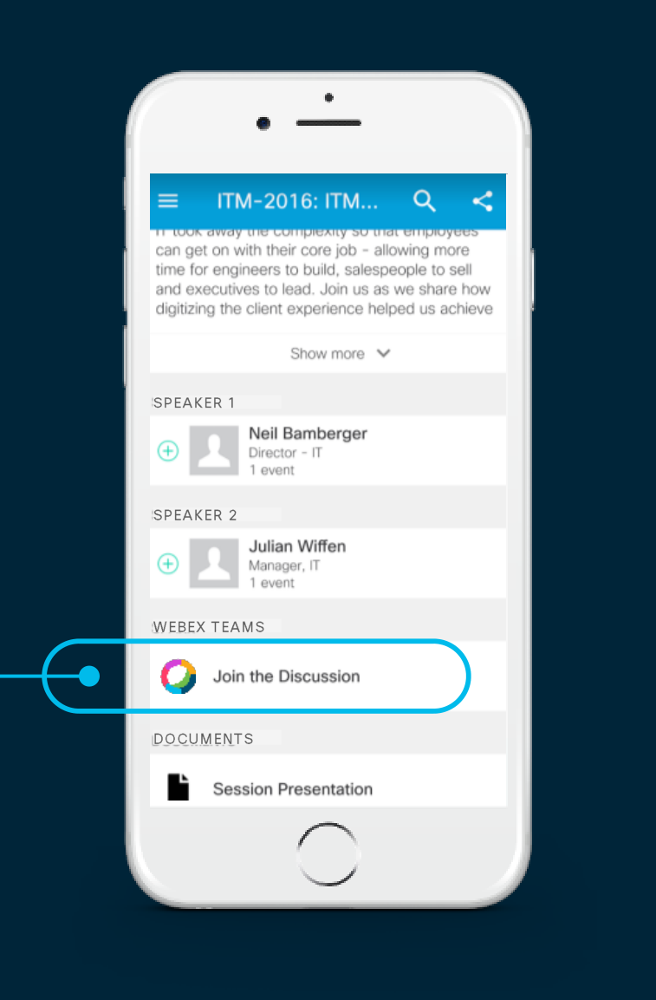 ITM-2016: ITM...
IT took away the complexity so that employees
can get on with their core job - allowing more
time for engineers to build, salespeople to sell
and executives to lead. Join us as we share how
digitizing the client experience helped us achieve
Show more
SPEAKER 1
Neil Bamberger
Director - IT
1 event
SPEAKER 2
Julian Wiffen
Manager, IT
1 event
WEBEX TEAMS
Join the Discussion
DOCUMENTS
Session Presentation